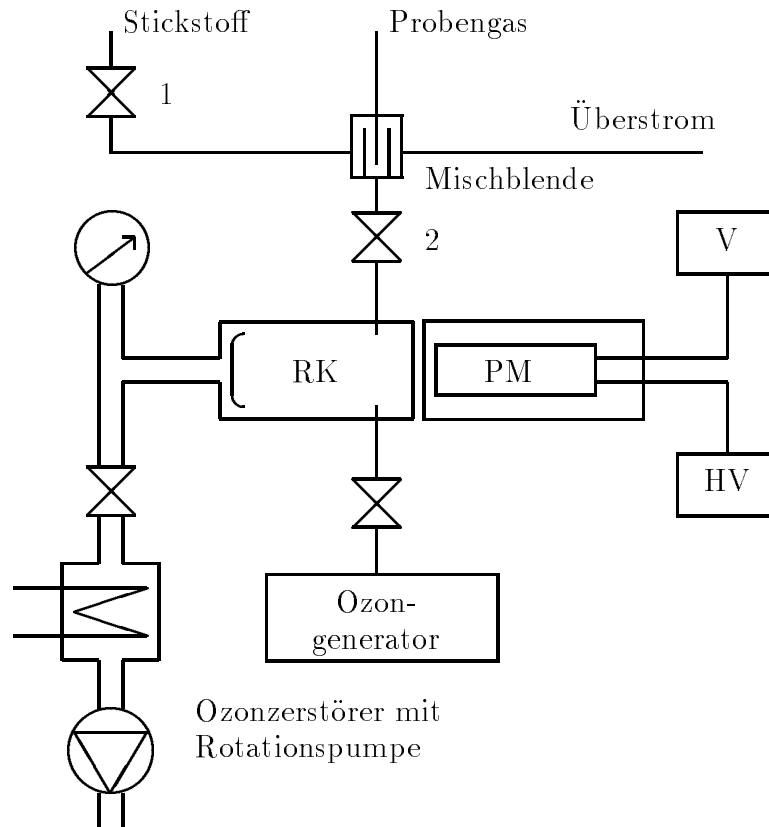 Stickstoff
Probengas
1
Überstrom
Mischblende
2
V
RK
PM
HV
Ozon-
generator
Ozonzerstörer mit
Rotationspumpe